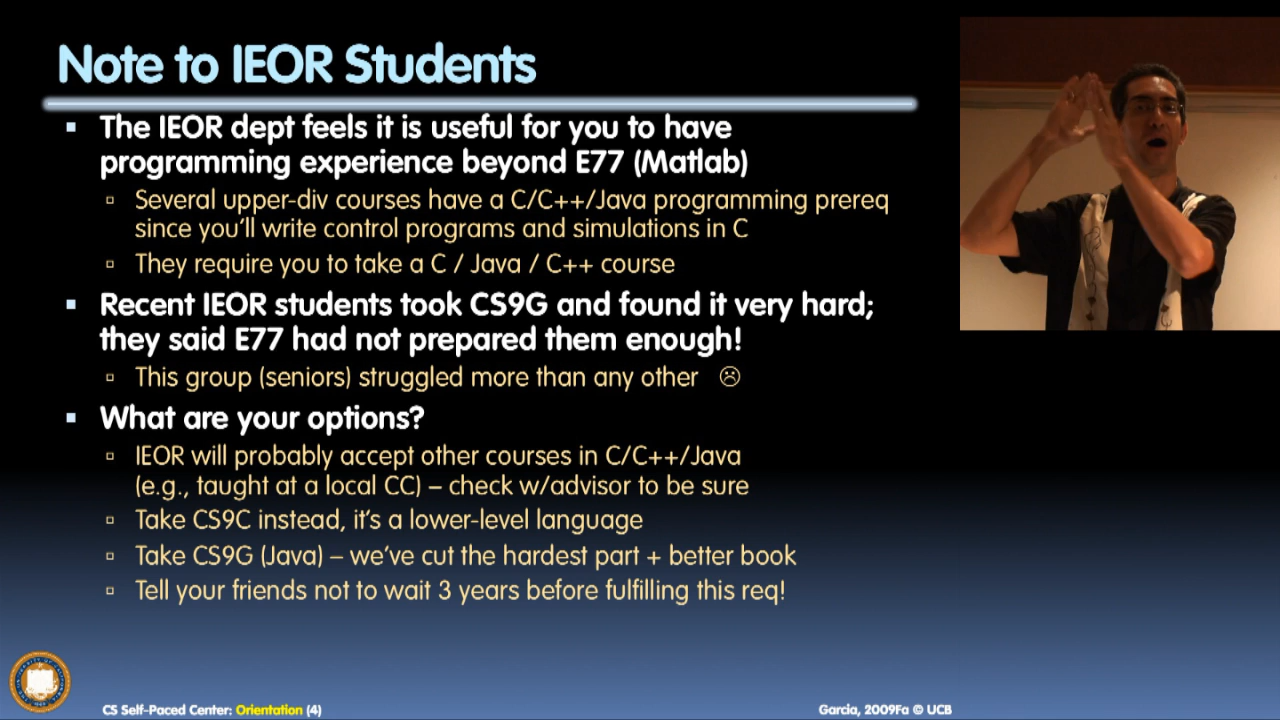 Note to IEOR Students
The IEOR dept feels it is useful for you to have
programming experience beyond E77 (Matlab)
Several upper-div courses have a C/C++/Java programming prereq
since you'll write control programs and simulations in C
They require you to take a C / Java / C++ course
Recent IEOR students took CS9G and found it very hard;
they said E77 had not prepared them enough!
This group (seniors) struggled more than any other ☹
What are your options?
IEOR will probably accept other courses in C/C++/Java
(e.g., taught at a local CC) – check w/advisor to be sure
Take CS9C instead, it's a lower-level language
Take CS9G (Java) – we've cut the hardest part + better book
Tell your friends not to wait 3 years before fulfilling this req!
CS Self-Paced Center: Orientation (4)
Garcia, 2009Fa © UCB